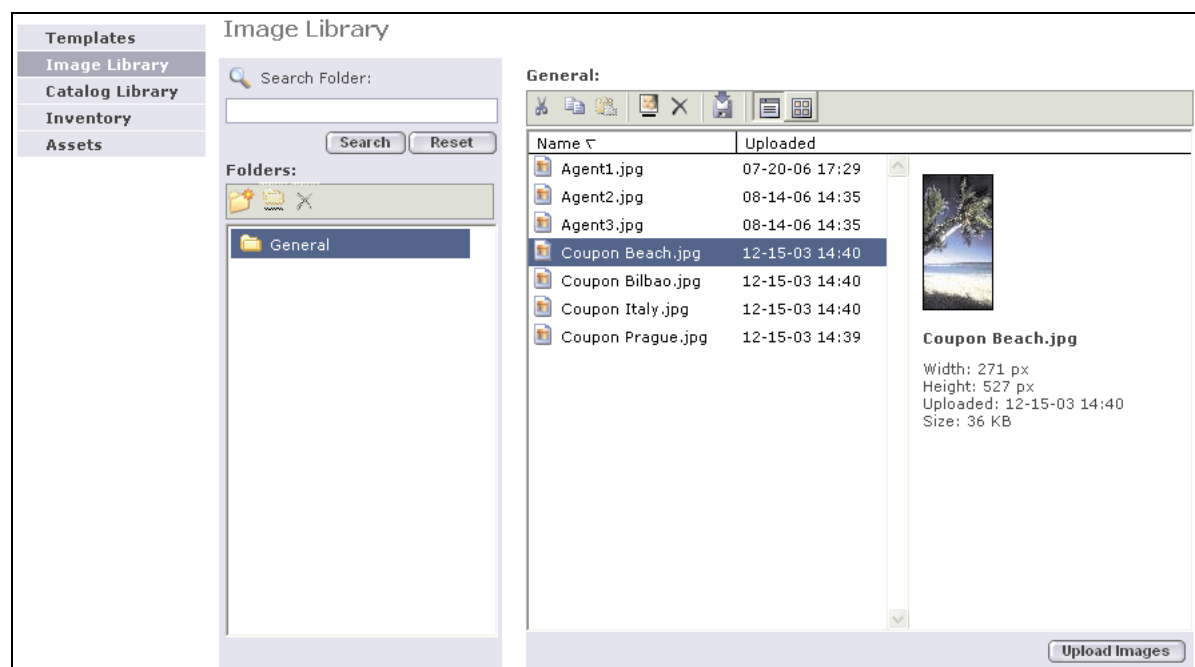 Templates
Image Library
Catalog Library
Inventory
Assets
Image Library
Search Folder:
Search Reset
Folders:
General
General:
Name Uploaded
Agent1.jpg 07-20-06 17:29
Agent2.jpg 08-14-06 14:35
Agent3.jpg 08-14-06 14:35
Coupon Beach.jpg 12-15-03 14:40
Coupon Bilbao.jpg 12-15-03 14:40
Coupon Italy.jpg 12-15-03 14:40
Coupon Prague.jpg 12-15-03 14:39
Coupon Beach.jpg
Width: 271 px
Height: 527 px
Uploaded: 12-15-03 14:40
Size: 36 KB
Upload Images